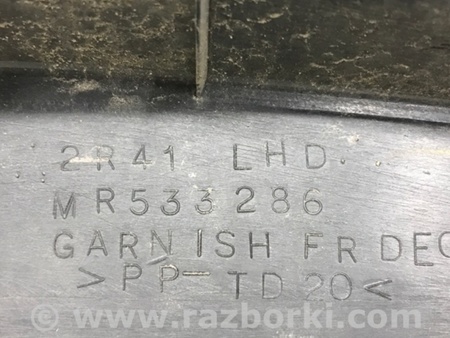 2R41 LHD
MR533286
GARNISH FR DEC
>PP-TD20<
© www.razborki.com